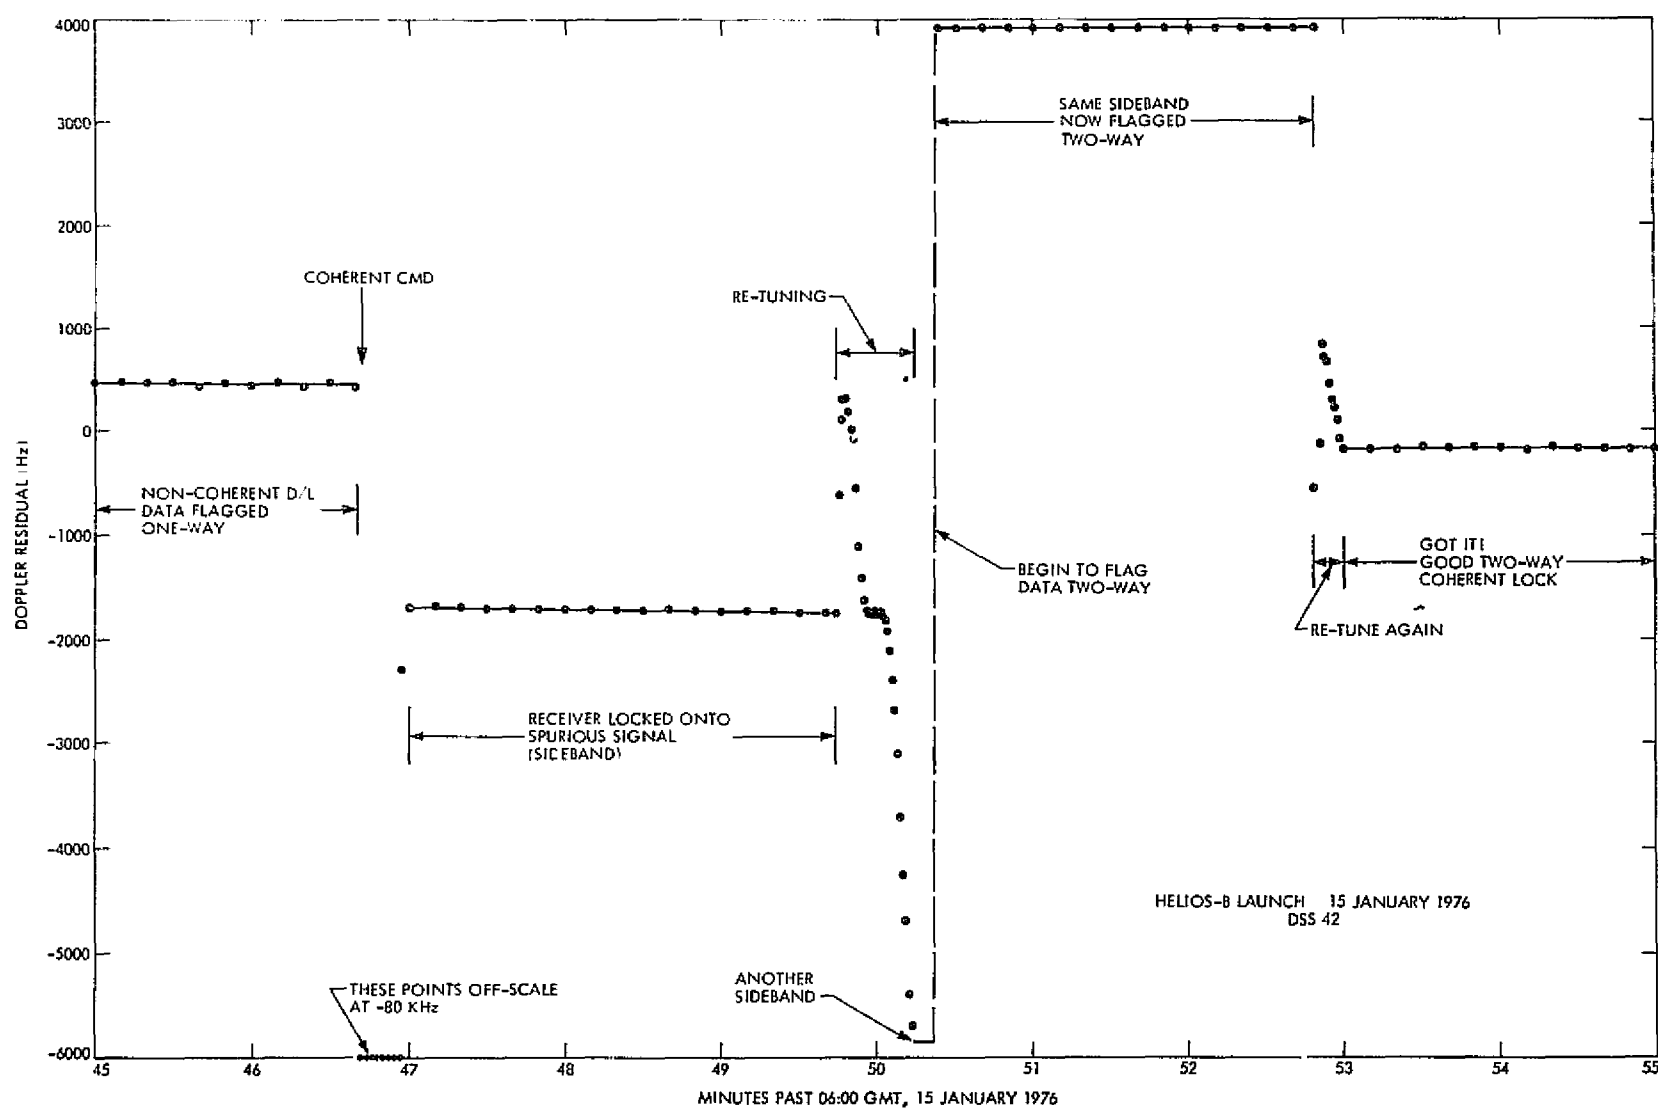 4000
3000
2000
1000
0
-1000
-2000
-3000
-4000
-5000
-6000
DOPPLER RESIDUAL (Hz)
COHERENT CMD
NON-COHERENT D/L
DATA FLAGGED
ONE-WAY
RE-TUNING
SAME SIDEBAND
NOW FLAGGED
TWO-WAY
BEGIN TO FLAG
DATA TWO-WAY
GOT IT!
GOOD TWO-WAY
COHERENT LOCK
RE-TUNE AGAIN
RECEIVER LOCKED ONTO
SPURIOUS SIGNAL
(SIDEBAND)
HELIOS-B LAUNCH 15 JANUARY 1976
DSS 42
ANOTHER
SIDEBAND
THESE POINTS OFF-SCALE
AT -80 KHz
45 46 47 48 49 50 51 52 53 54 55
MINUTES PAST 06:00 GMT, 15 JANUARY 1976